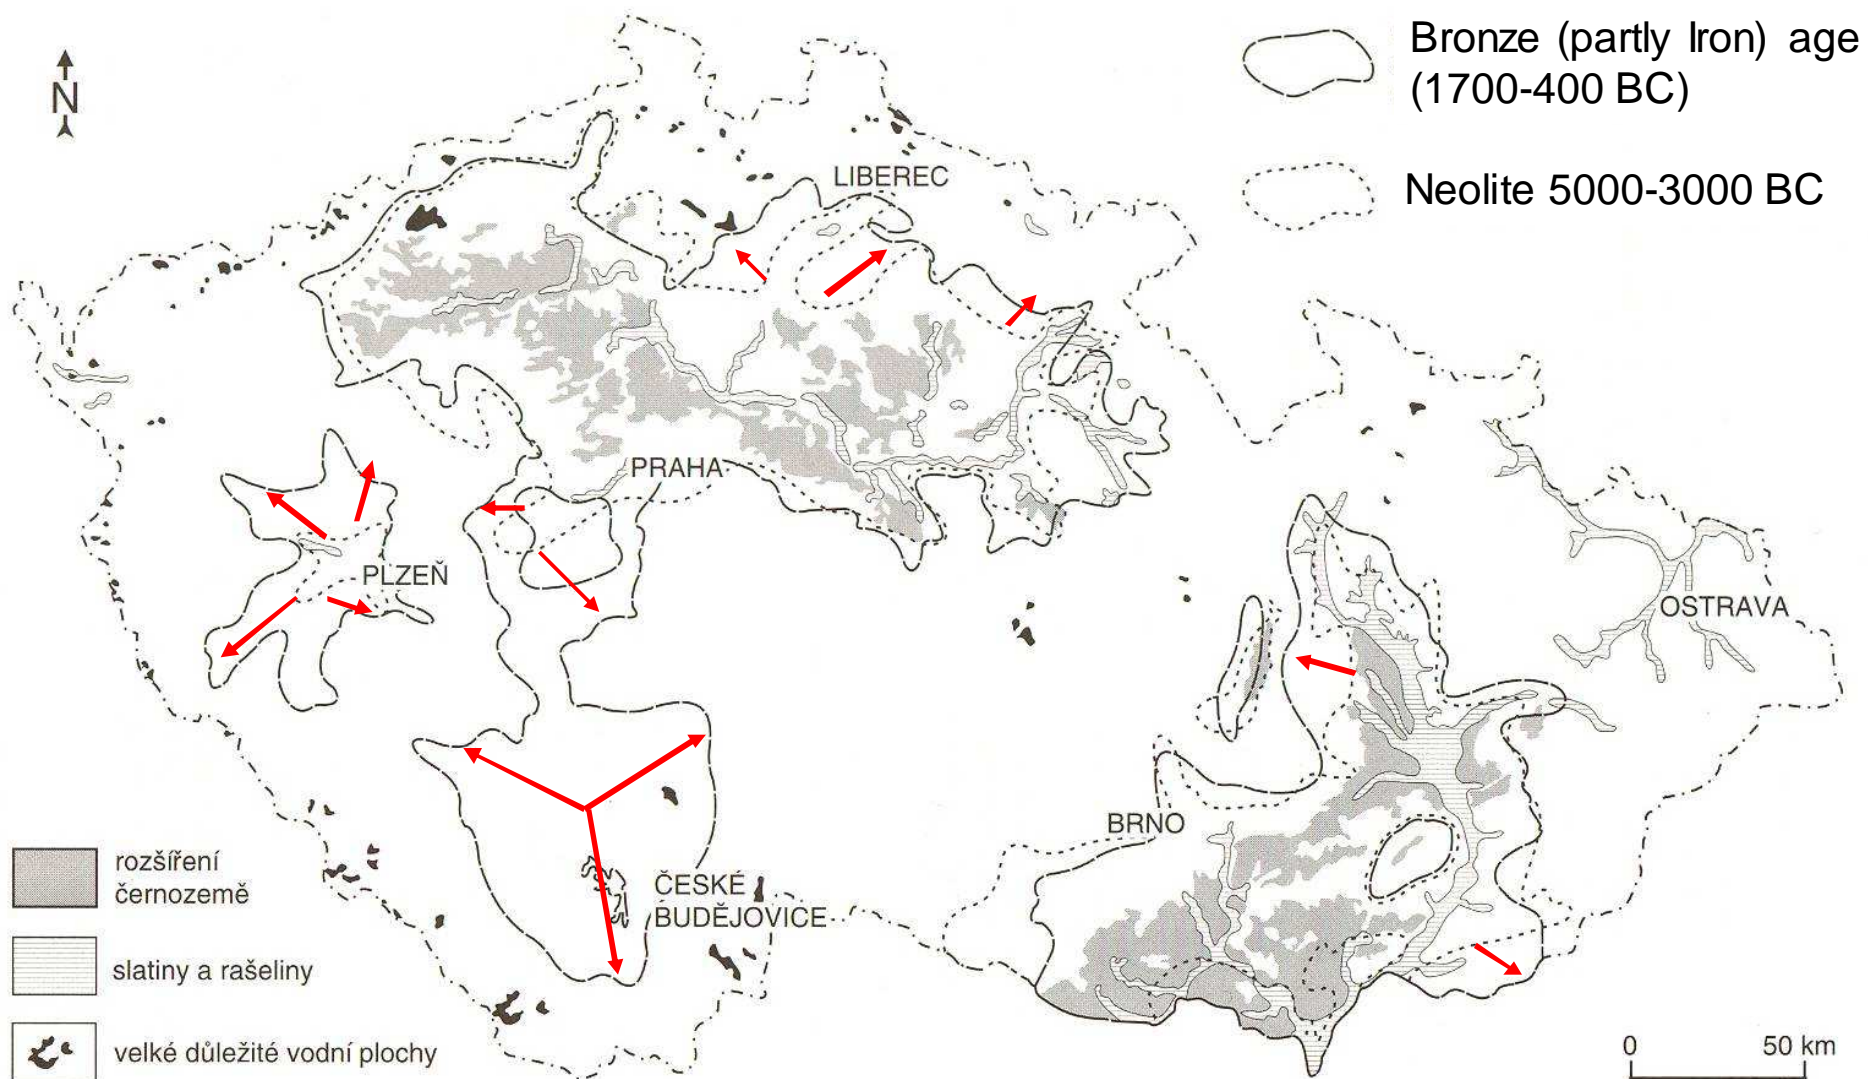 Bronze (partly Iron) age
(1700-400 BC)
N
LIBEREC
Neolite 5000-3000 BC
PRAHA
PLZEŇ
OSTRAVA
BRNO
rozšíření
černozemě
ČESKÉ
BUDĚJOVICE
slatiny a rašeliny
velké důležité vodní plochy
0 50 km